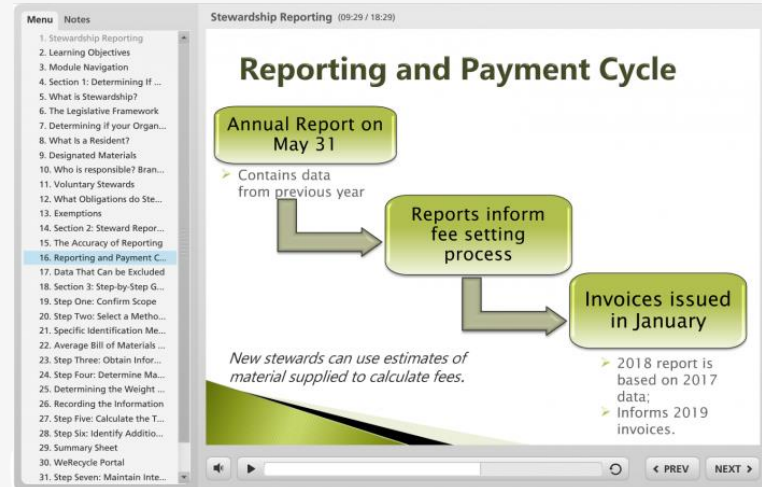 Menu Notes
1. Stewardship Reporting
2. Learning Objectives
3. Module Navigation
4. Section 1: Determining If ...
5. What is Stewardship?
6. The Legislative Framework
7. Determining if your Organ...
8. What Is a Resident?
9. Designated Materials
10. Who is responsible? Bran...
11. Voluntary Stewards
12. What Obligations do Ste...
13. Exemptions
14. Section 2: Steward Repor...
15. The Accuracy of Reporting
16. Reporting and Payment C...
17. Data That Can be Excluded
18. Section 3: Step-by-Step G...
19. Step One: Confirm Scope
20. Step Two: Select a Metho...
21. Specific Identification Me...
22. Average Bill of Materials ...
23. Step Three: Obtain Infor...
24. Step Four: Determine Ma...
25. Determining the Weight ...
26. Recording the Information
27. Step Five: Calculate the T...
28. Step Six: Identify Additio...
29. Summary Sheet
30. WeRecycle Portal
31. Step Seven: Maintain Inte...
Stewardship Reporting (09:29 / 18:29)
Reporting and Payment Cycle
Annual Report on
May 31
Contains data
from previous year
Reports inform
fee setting
process
Invoices issued
in January
2018 report is
based on 2017
data;
Informs 2019
invoices.
New stewards can use estimates of
material supplied to calculate fees.
< PREV NEXT >